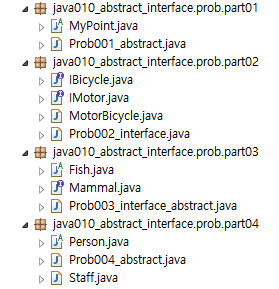 java010_abstract_interface.prob.part01
MyPoint.java
Prob001_abstract.java
java010_abstract_interface.prob.part02
IBicycle.java
IMotor.java
MotorBicycle.java
Prob002_interface.java
java010_abstract_interface.prob.part03
Fish.java
Mammal.java
Prob003_interface_abstract.java
java010_abstract_interface.prob.part04
Person.java
Prob004_abstract.java
Staff.java